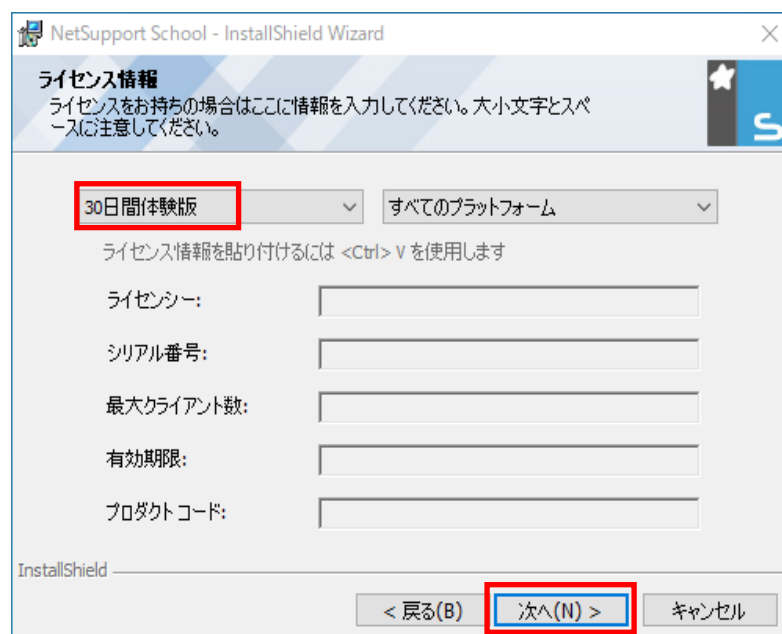 NetSupport School - InstallShield Wizard
ライセンス情報
ライセンスをお持ちの場合はここに情報を入力してください。大小文字とスペ
ースに注意してください。
S
30日間体験版 すべてのプラットフォーム
ライセンス情報を貼り付けるには <Ctrl> V を使用します
ライセンシー:
シリアル番号:
最大クライアント数:
有効期限:
プロダクト コード:
InstallShield
< 戻る(B) 次へ(N) > キャンセル